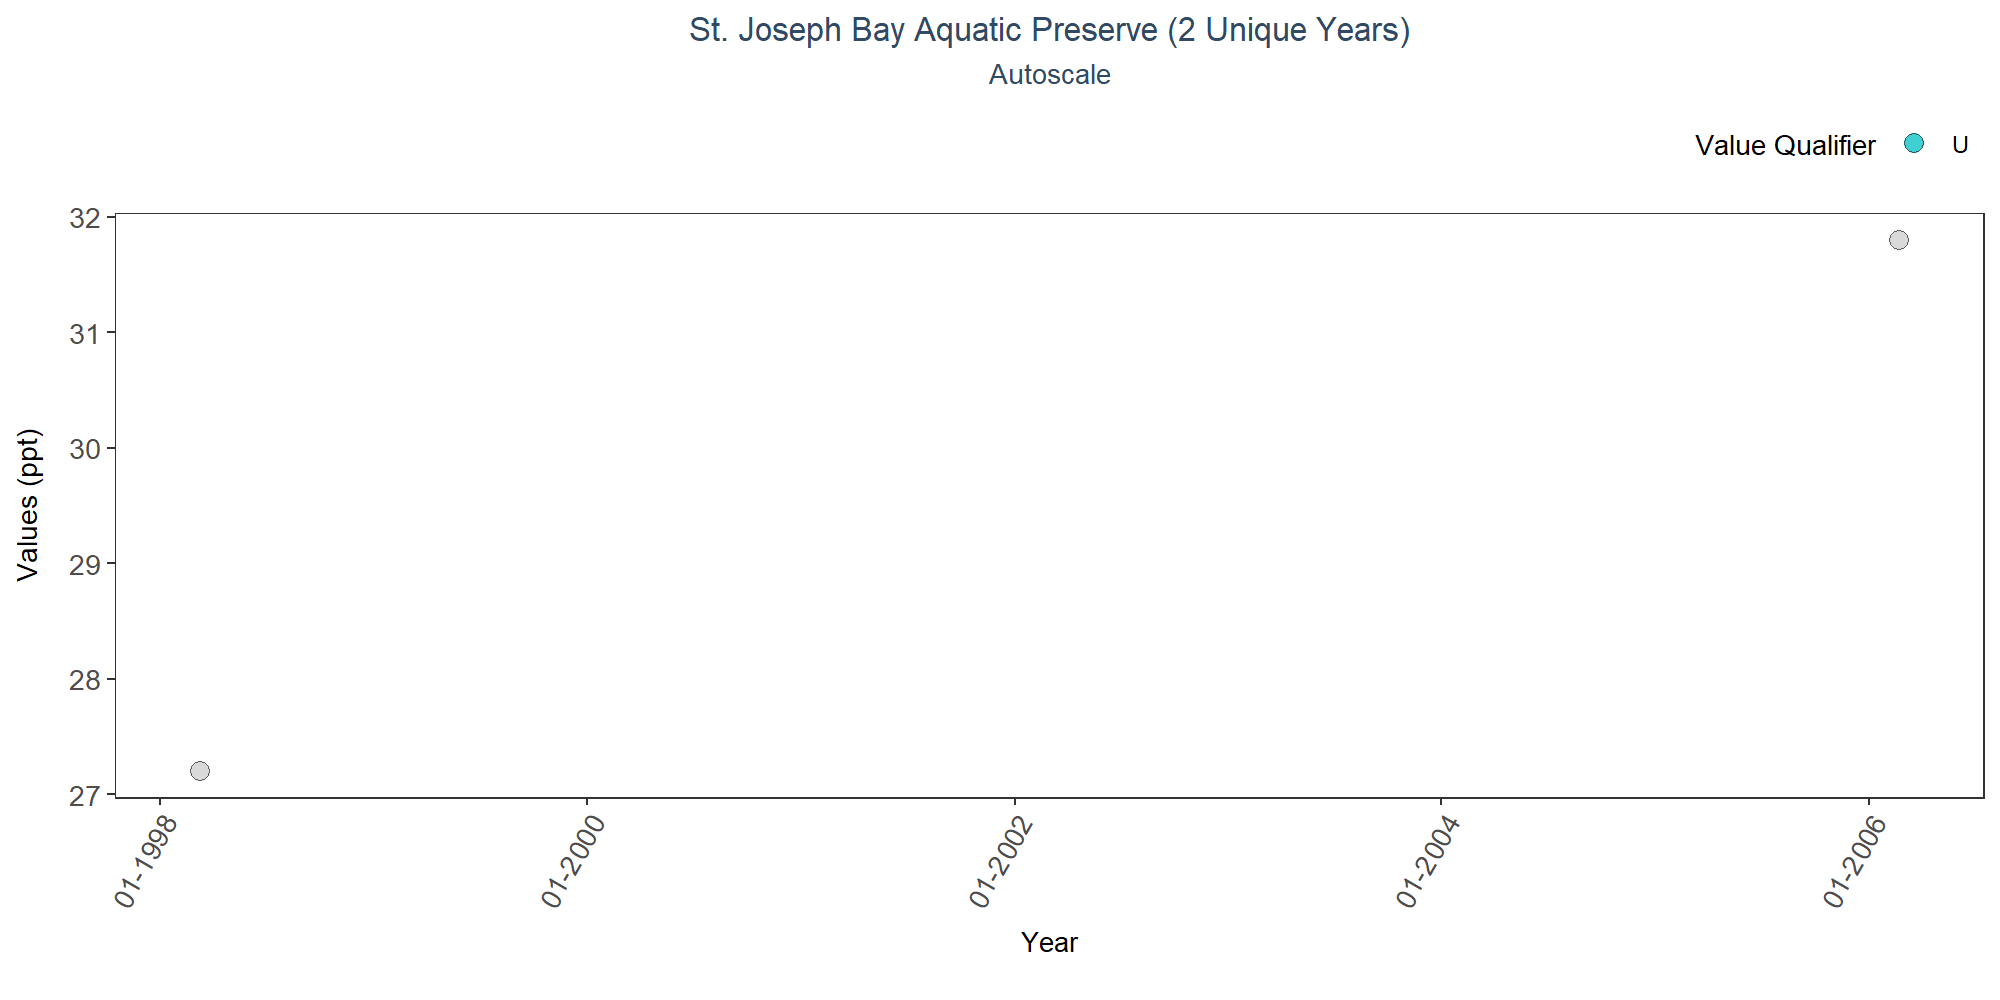 St. Joseph Bay Aquatic Preserve (2 Unique Years)
Autoscale
Value Qualifier U
32
31
30
29
28
27
Values (ppt)
01-1998 01-2000 01-2002 01-2004 01-2006
Year